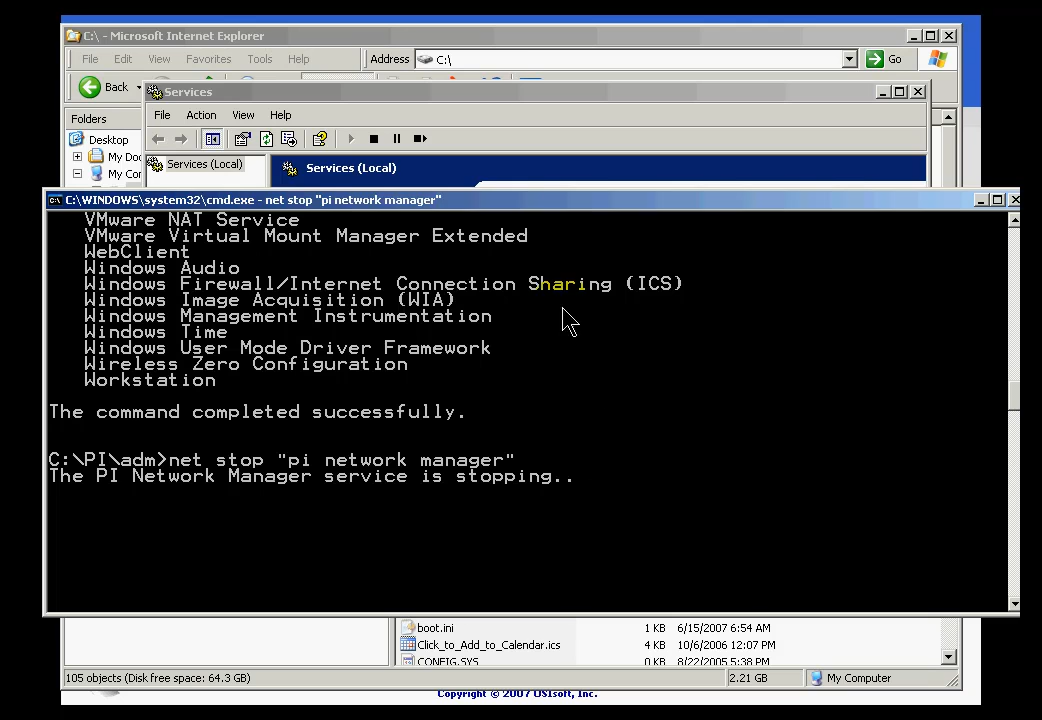 C:\ - Microsoft Internet Explorer
File Edit View Favorites Tools Help
Address C:\ Go
Back
Folders
Desktop
My Doc
My Cor
Services
File Action View Help
Services (Local)
Services (Local)
C:\WINDOWS\system32\cmd.exe - net stop "pi network manager"
VMware NAT Service
VMware Virtual Mount Manager Extended
WebClient
Windows Audio
Windows Firewall/Internet Connection Sharing (ICS)
Windows Image Acquisition (WIA)
Windows Management Instrumentation
Windows Time
Windows User Mode Driver Framework
Wireless Zero Configuration
Workstation
The command completed successfully.
C:\PI\adm>net stop "pi network manager"
The PI Network Manager service is stopping..
boot.ini 1 KB 6/15/2007 6:54 AM
Click_to_Add_to_Calendar.ics 4 KB 10/6/2006 12:07 PM
CONFIG.SYS 0 KB 8/22/2005 5:38 PM
105 objects (Disk free space: 64.3 GB) 2.21 GB My Computer
Copyright © 2007 OSIsoft, Inc.